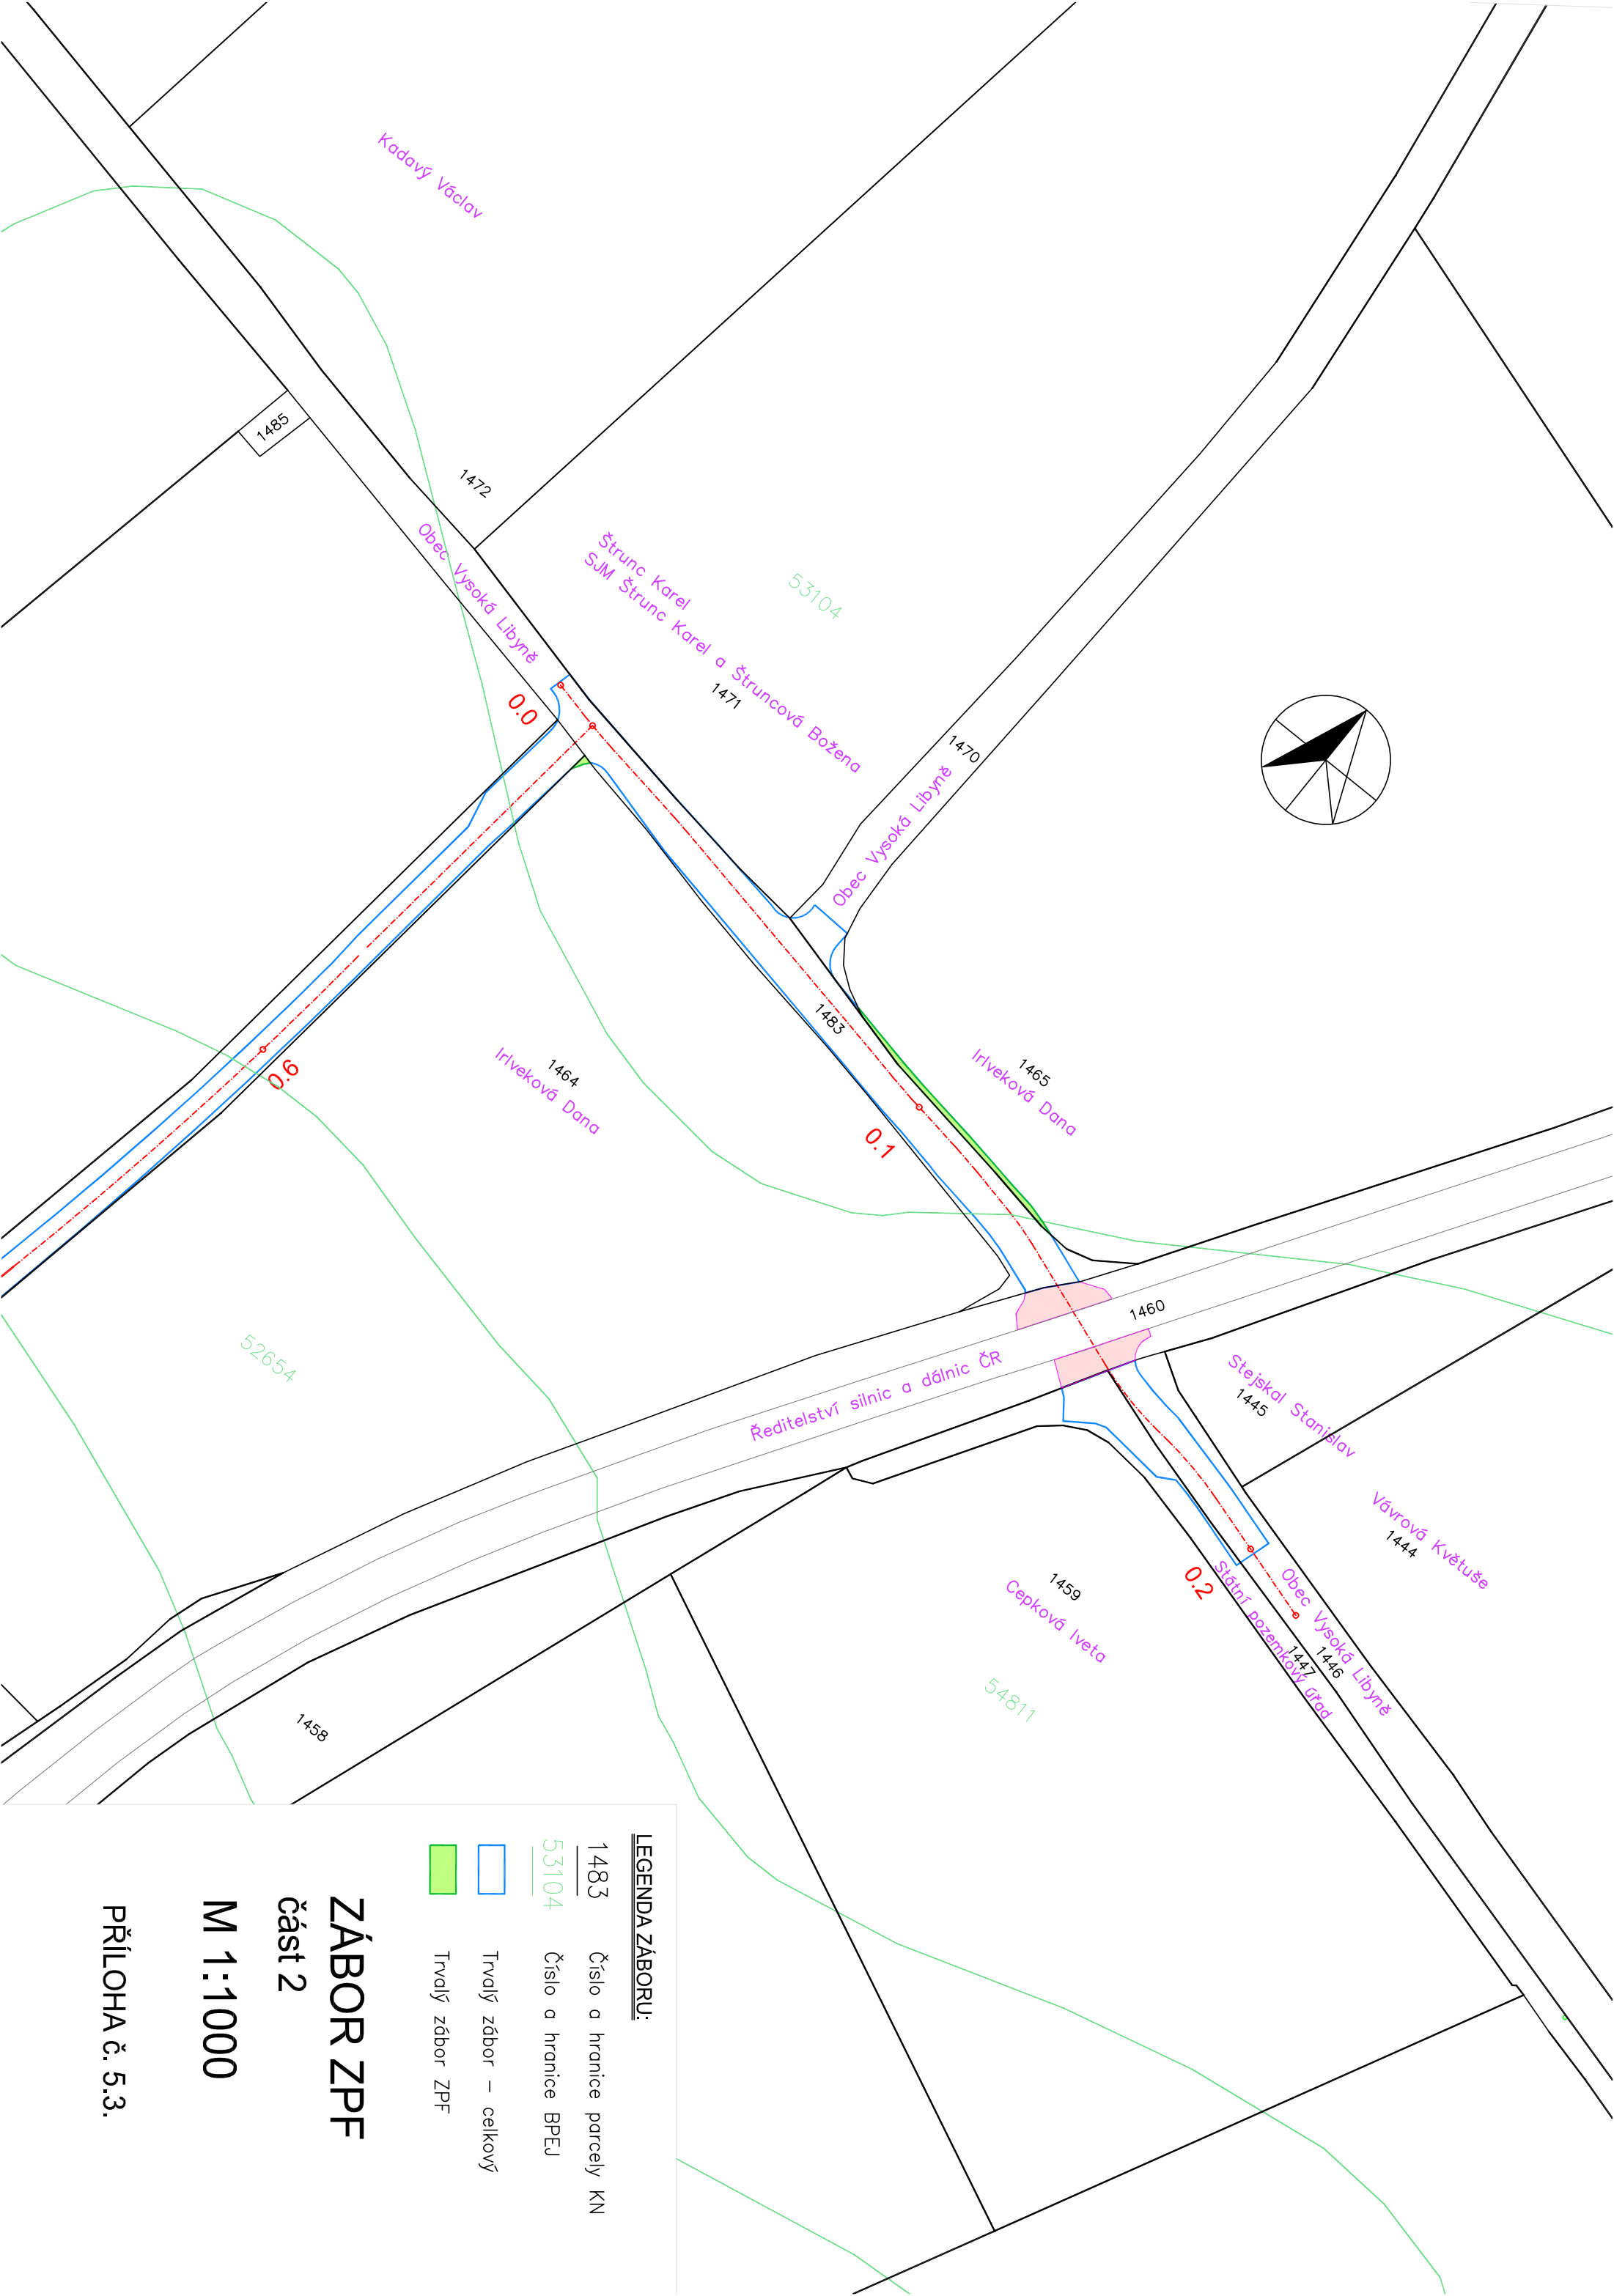 Kadavý Václav
1485
1472
Obec Vysoká Libyně
Štrunc Karel
SJM Štrunc Karel a Štruncová Božena
53104
1471
1470
Obec Vysoká Libyně
0.0
0.6
1464
Irlveková Dana
1483
0.1
1465
Irlveková Dana
1460
Ředitelství silnic a dálnic ČR
52654
Stejskal Stanislav
1445
Vávrová Květuše
1444
1459
Cepková Iveta
0.2
Státní pozemkový úřad
Obec Vysoká Libyně
1447
1446
54811
1458
LEGENDA ZÁBORU:
1483 Číslo a hranice parcely KN
53104 Číslo a hranice BPEJ
Trvalý zábor – celkový
Trvalý zábor ZPF
ZÁBOR ZPF
část 2
M 1:1000
PŘÍLOHA č. 5.3.